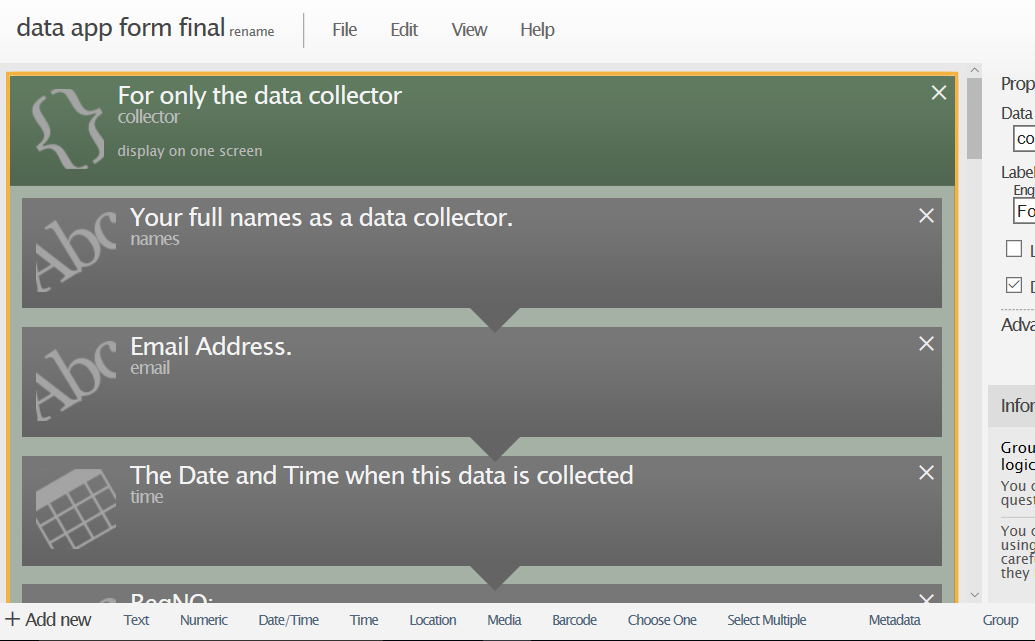 data app form final rename File Edit View Help
For only the data collector
collector
display on one screen
Your full names as a data collector.
names
Email Address.
email
The Date and Time when this data is collected
time
RegNO:
Data
co
Label
Eng
Fo
Grou
logic
You c
quest
You c
using
caref
they
+ Add new Text Numeric Date/Time Time Location Media Barcode Choose One Select Multiple Metadata Group